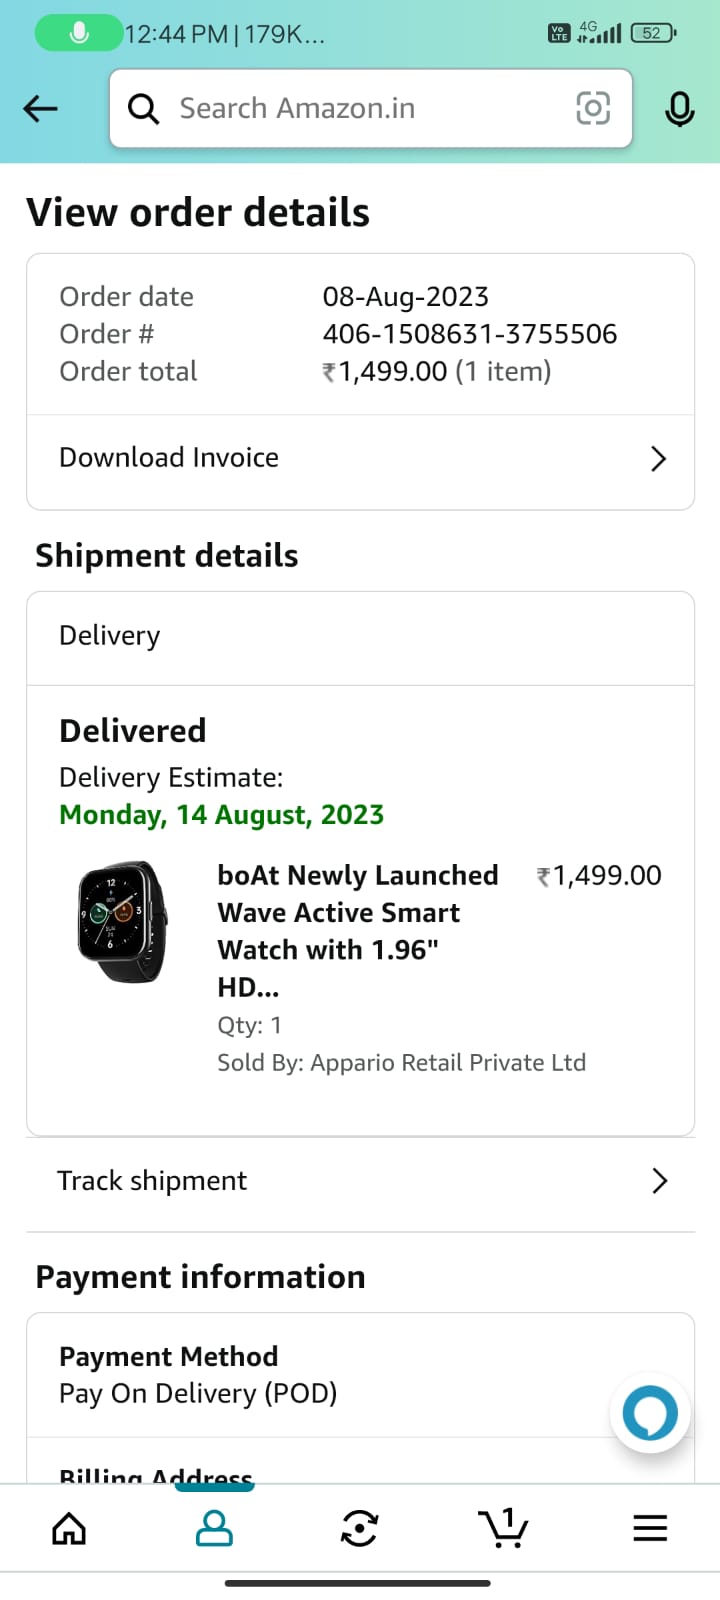 12:44 PM | 179K...
Vo LTE 4G 52
Search Amazon.in
View order details
Order date 08-Aug-2023
Order # 406-1508631-3755506
Order total ₹1,499.00 (1 item)
Download Invoice
Shipment details
Delivery
Delivered
Delivery Estimate:
Monday, 14 August, 2023
boAt Newly Launched ₹1,499.00
Wave Active Smart
Watch with 1.96"
HD...
Qty: 1
Sold By: Appario Retail Private Ltd
12
9 3
6
Track shipment
Payment information
Payment Method
Pay On Delivery (POD)
Billing Address
1